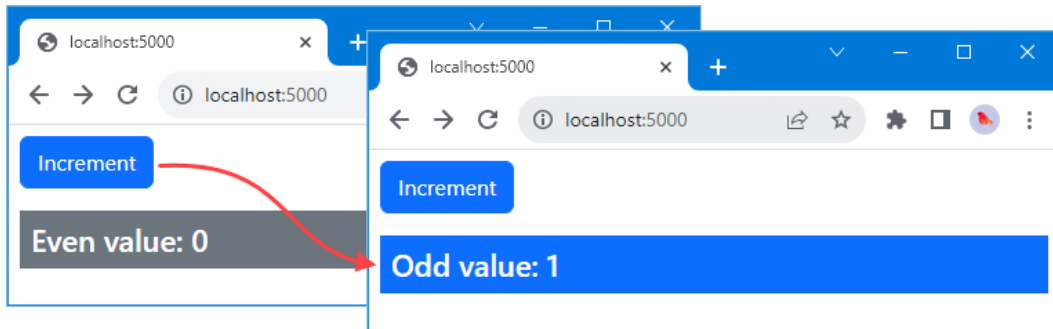 localhost:5000
localhost:5000
Increment
Even value: 0
localhost:5000
localhost:5000
Increment
Odd value: 1